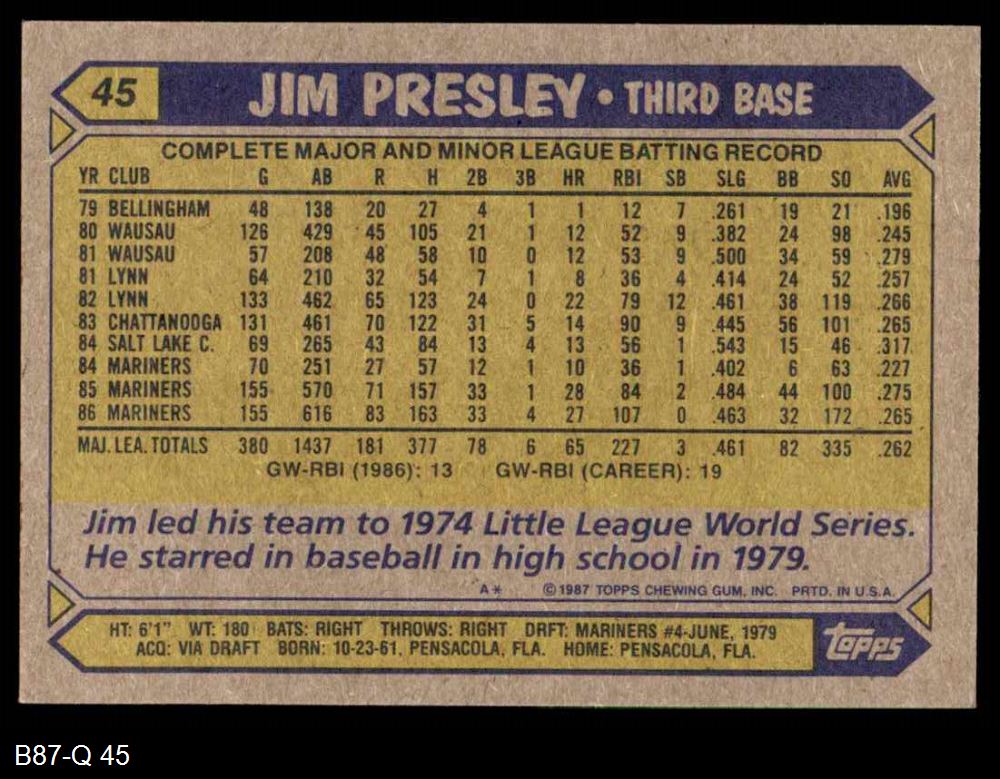 45 JIM PRESLEY • THIRD BASE
COMPLETE MAJOR AND MINOR LEAGUE BATTING RECORD
YR CLUB G AB R H 2B 3B HR RBI SB SLG BB SO AVG
79 BELLINGHAM 48 138 20 27 4 1 1 12 7 .261 19 21 .196
80 WAUSAU 126 429 45 105 21 1 12 52 9 .382 24 98 .245
81 WAUSAU 57 208 48 58 10 0 12 53 9 .500 34 59 .279
81 LYNN 64 210 32 54 7 1 8 36 4 .414 24 52 .257
82 LYNN 133 462 65 123 24 0 22 79 12 .461 38 119 .266
83 CHATTANOOGA 131 461 70 122 31 5 14 90 9 .445 56 101 .265
84 SALT LAKE C. 69 265 43 84 13 4 13 56 1 .543 15 46 .317
84 MARINERS 70 251 27 57 12 1 10 36 1 .402 6 63 .227
85 MARINERS 155 570 71 157 33 1 28 84 2 .484 44 100 .275
86 MARINERS 155 616 83 163 33 4 27 107 0 .463 32 172 .265
MAJ. LEA. TOTALS 380 1437 181 377 78 6 65 227 3 .461 82 335 .262
GW-RBI (1986): 13 GW-RBI (CAREER): 19
Jim led his team to 1974 Little League World Series.
He starred in baseball in high school in 1979.
A* © 1987 TOPPS CHEWING GUM, INC. PRTD. IN U.S.A.
HT: 6'1" WT: 180 BATS: RIGHT THROWS: RIGHT DRFT: MARINERS #4-JUNE, 1979
ACQ: VIA DRAFT BORN: 10-23-61, PENSACOLA, FLA. HOME: PENSACOLA, FLA.
topps
B87-Q 45